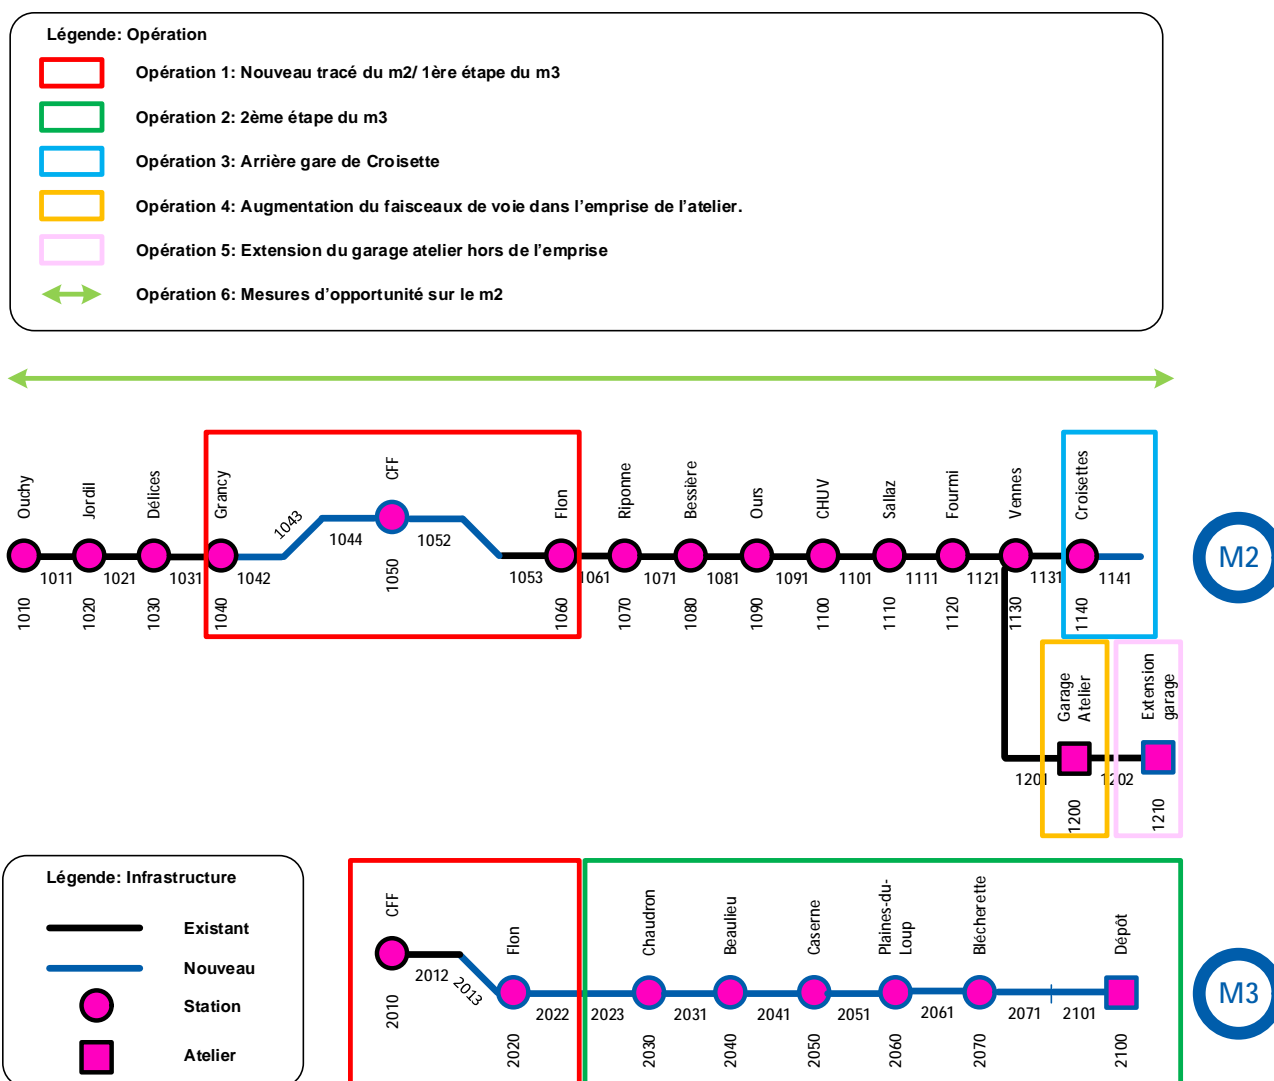 Légende: Opération
Opération 1: Nouveau tracé du m2/ 1ère étape du m3
Opération 2: 2ème étape du m3
Opération 3: Arrière gare de Croisette
Opération 4: Augmentation du faisceaux de voie dans l'emprise de l'atelier.
Opération 5: Extension du garage atelier hors de l'emprise
Opération 6: Mesures d'opportunité sur le m2
Ouchy
Jordil
Délices
Grancy
CFF
Flon
Riponne
Bessière
Ours
CHUV
Sallaz
Fourmi
Vennes
Croisettes
M2
1011
1021
1031
1042
1043
1044
1052
1053
1061
1071
1081
1091
1101
1111
1121
1131
1141
1010
1020
1030
1040
1050
1060
1070
1080
1090
1100
1110
1120
1130
1140
Garage
Atelier
Extension
garage
1201
1202
1200
1210
Légende: Infrastructure
Existant
Nouveau
Station
Atelier
CFF
Flon
Chaudron
Beaulieu
Caserne
Plaines-du-
Loup
Blécherette
Dépôt
M3
2012
2013
2022
2023
2031
2041
2051
2061
2071
2101
2010
2020
2030
2040
2050
2060
2070
2100